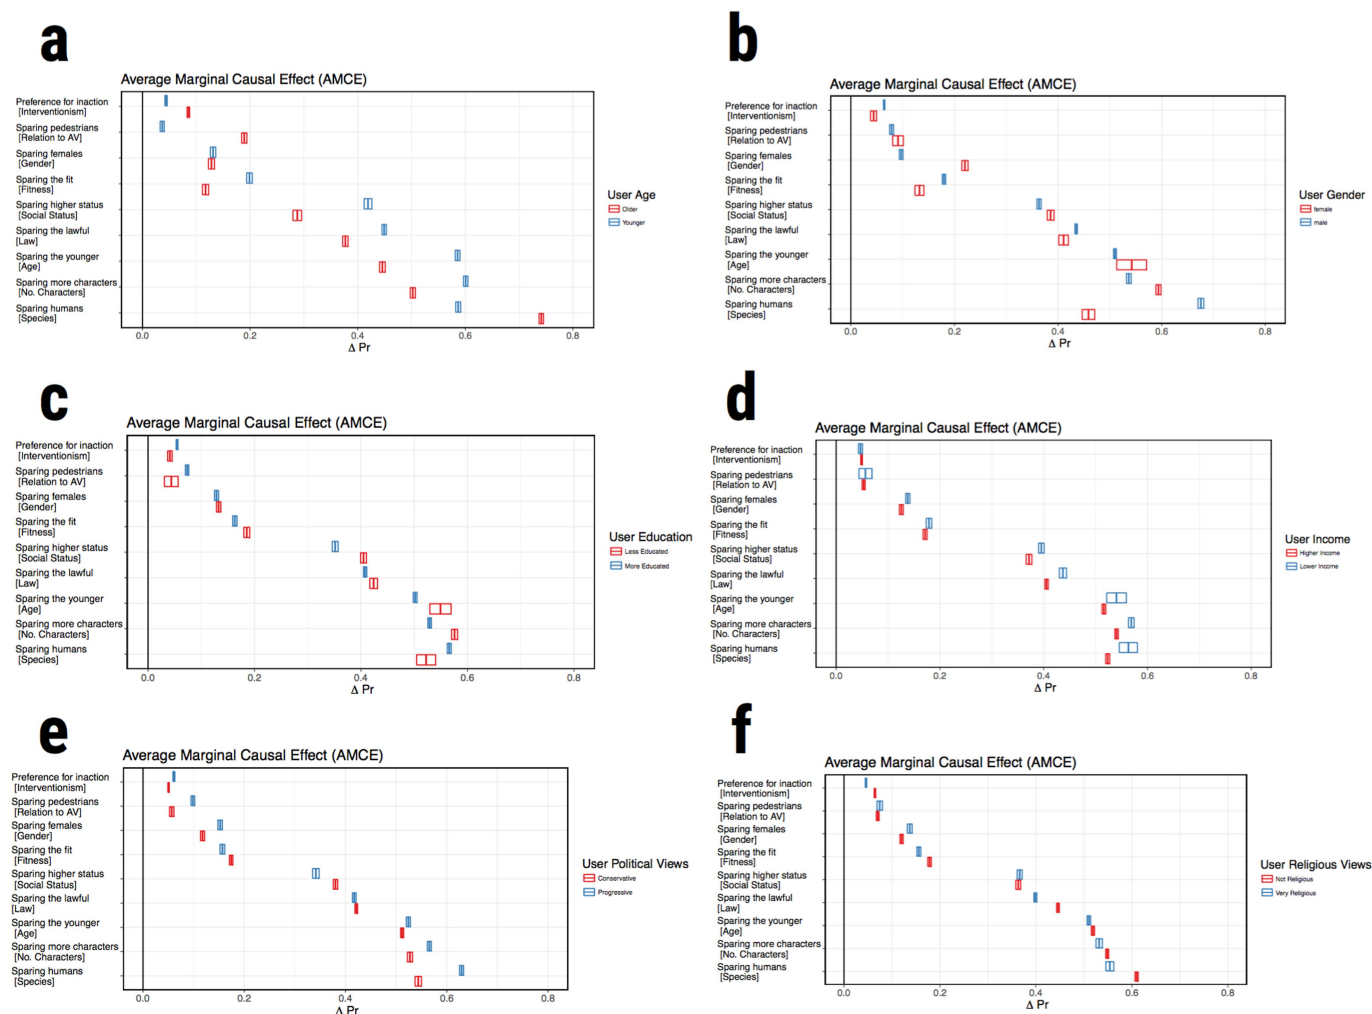 a
Average Marginal Causal Effect (AMCE)
Preference for inaction
[Interventionism]
Sparing pedestrians
[Relation to AV]
Sparing females
[Gender]
Sparing the fit
[Fitness]
Sparing higher status
[Social Status]
Sparing the lawful
[Law]
Sparing the younger
[Age]
Sparing more characters
[No. Characters]
Sparing humans
[Species]
0.0 0.2 0.4 0.6 0.8
Δ Pr
User Age
Older
Younger
b
Average Marginal Causal Effect (AMCE)
Preference for inaction
[Interventionism]
Sparing pedestrians
[Relation to AV]
Sparing females
[Gender]
Sparing the fit
[Fitness]
Sparing higher status
[Social Status]
Sparing the lawful
[Law]
Sparing the younger
[Age]
Sparing more characters
[No. Characters]
Sparing humans
[Species]
0.0 0.2 0.4 0.6 0.8
Δ Pr
User Gender
female
male
c
Average Marginal Causal Effect (AMCE)
Preference for inaction
[Interventionism]
Sparing pedestrians
[Relation to AV]
Sparing females
[Gender]
Sparing the fit
[Fitness]
Sparing higher status
[Social Status]
Sparing the lawful
[Law]
Sparing the younger
[Age]
Sparing more characters
[No. Characters]
Sparing humans
[Species]
0.0 0.2 0.4 0.6 0.8
Δ Pr
User Education
Less Educated
More Educated
d
Average Marginal Causal Effect (AMCE)
Preference for inaction
[Interventionism]
Sparing pedestrians
[Relation to AV]
Sparing females
[Gender]
Sparing the fit
[Fitness]
Sparing higher status
[Social Status]
Sparing the lawful
[Law]
Sparing the younger
[Age]
Sparing more characters
[No. Characters]
Sparing humans
[Species]
0.0 0.2 0.4 0.6 0.8
Δ Pr
User Income
Higher Income
Lower Income
e
Average Marginal Causal Effect (AMCE)
Preference for inaction
[Interventionism]
Sparing pedestrians
[Relation to AV]
Sparing females
[Gender]
Sparing the fit
[Fitness]
Sparing higher status
[Social Status]
Sparing the lawful
[Law]
Sparing the younger
[Age]
Sparing more characters
[No. Characters]
Sparing humans
[Species]
0.0 0.2 0.4 0.6 0.8
Δ Pr
User Political Views
Conservative
Progressive
f
Average Marginal Causal Effect (AMCE)
Preference for inaction
[Interventionism]
Sparing pedestrians
[Relation to AV]
Sparing females
[Gender]
Sparing the fit
[Fitness]
Sparing higher status
[Social Status]
Sparing the lawful
[Law]
Sparing the younger
[Age]
Sparing more characters
[No. Characters]
Sparing humans
[Species]
0.0 0.2 0.4 0.6 0.8
Δ Pr
User Religious Views
Not Religious
Very Religious